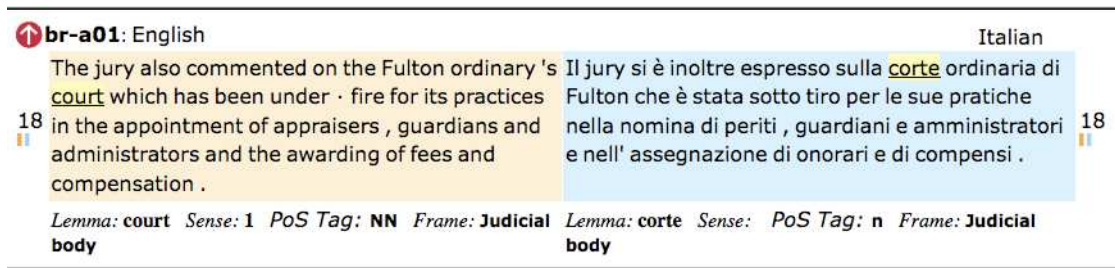 br-a01: English
Italian
The jury also commented on the Fulton ordinary 's
court which has been under · fire for its practices
in the appointment of appraisers , guardians and
administrators and the awarding of fees and
compensation .
18
Il jury si è inoltre espresso sulla corte ordinaria di
Fulton che è stata sotto tiro per le sue pratiche
nella nomina di periti , guardiani e amministratori
e nell' assegnazione di onorari e di compensi .
18
Lemma: court Sense: 1 PoS Tag: NN Frame: Judicial
body
Lemma: corte Sense: PoS Tag: n Frame: Judicial
body